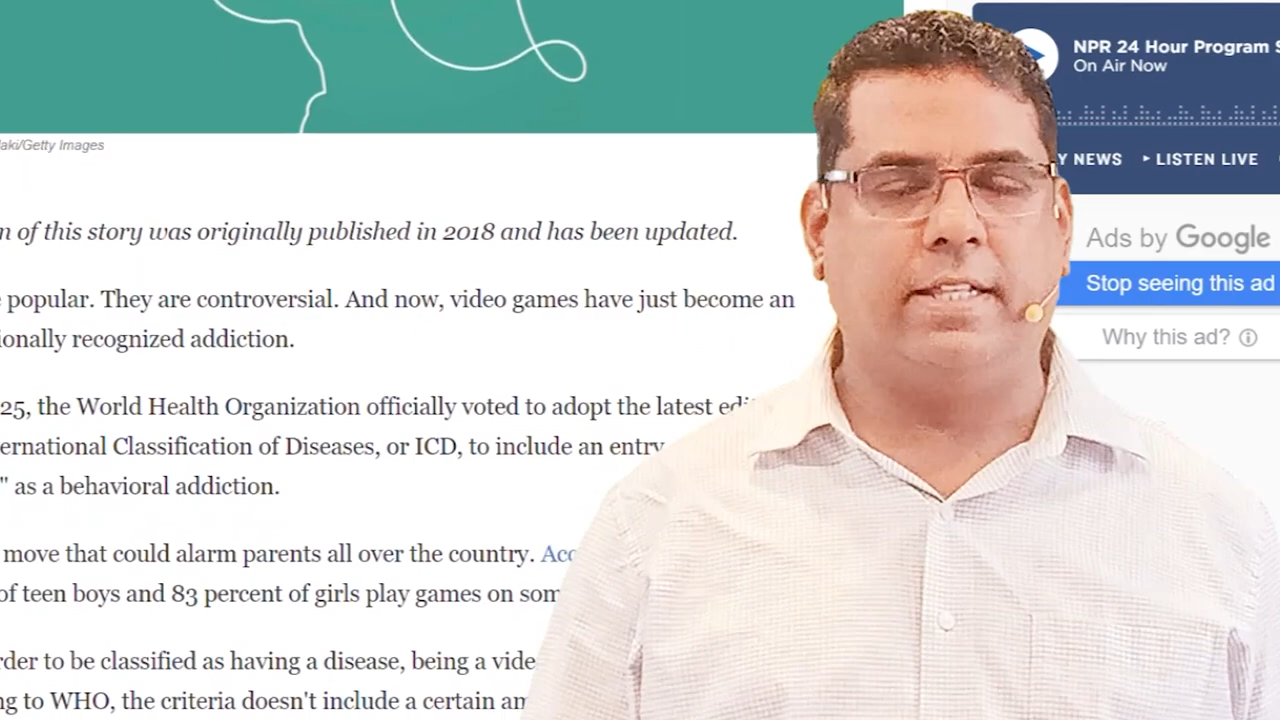 aki/Getty Images
of this story was originally published in 2018 and has been updated.
popular. They are controversial. And now, video games have just become an
ionally recognized addiction.
25, the World Health Organization officially voted to adopt the latest
ernational Classification of Diseases, or ICD, to include an entry
" as a behavioral addiction.
move that could alarm parents all over the country.
of teen boys and 83 percent of girls play games on som
rder to be classified as having a disease, being a vide
ng to WHO, the criteria doesn't include a certain
NPR 24 Hour Program S
On Air Now
Y NEWS ‣ LISTEN LIVE
Ads by Google
Stop seeing this ad
Why this ad? ⓘ